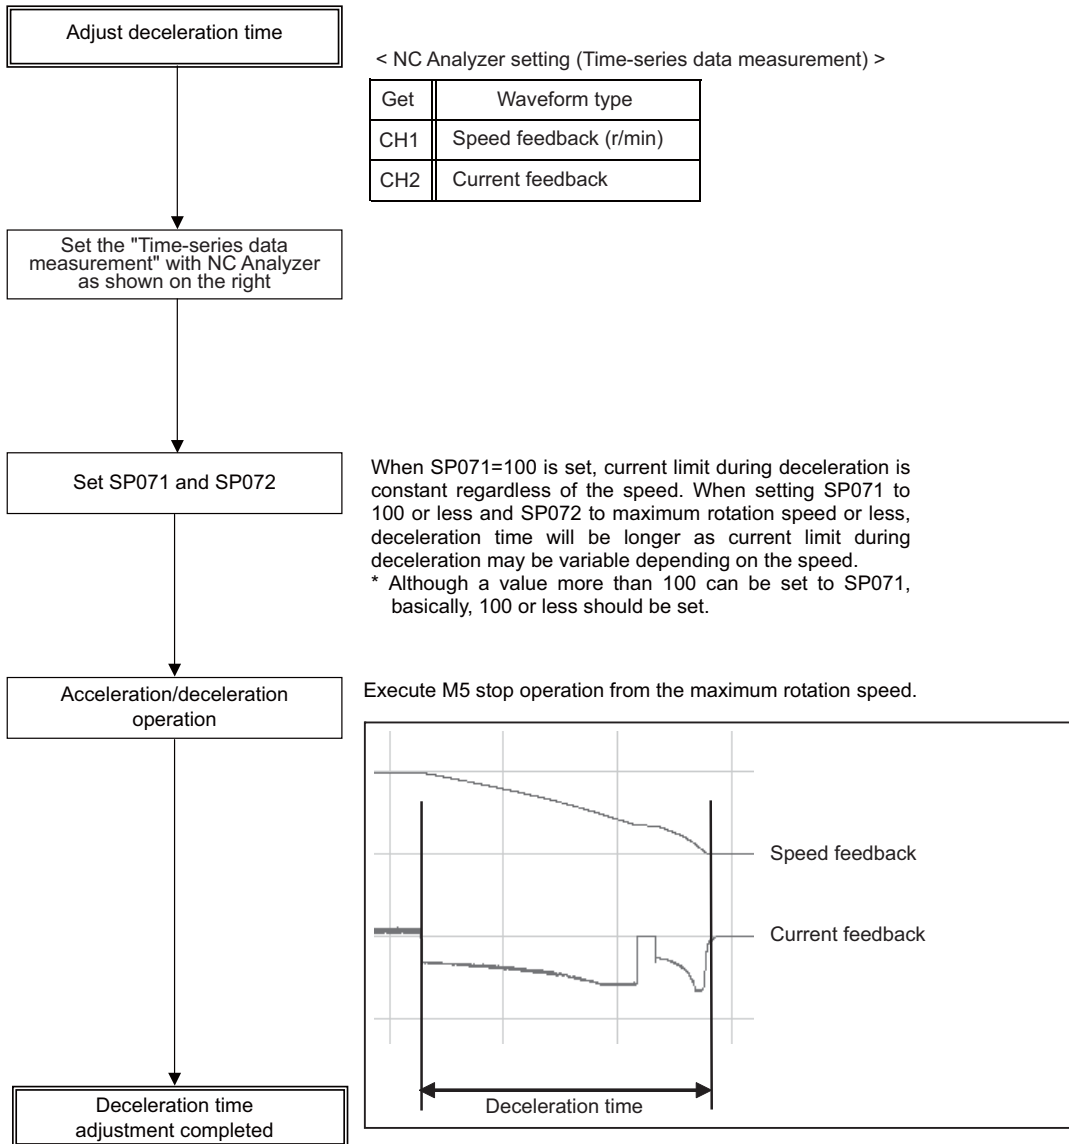 Adjust deceleration time
< NC Analyzer setting (Time-series data measurement) >
Get Waveform type
CH1 Speed feedback (r/min)
CH2 Current feedback
Set the "Time-series data
measurement" with NC Analyzer
as shown on the right
Set SP071 and SP072
When SP071=100 is set, current limit during deceleration is
constant regardless of the speed. When setting SP071 to
100 or less and SP072 to maximum rotation speed or less,
deceleration time will be longer as current limit during
deceleration may be variable depending on the speed.
* Although a value more than 100 can be set to SP071,
basically, 100 or less should be set.
Acceleration/deceleration
operation
Execute M5 stop operation from the maximum rotation speed.
Speed feedback
Current feedback
Deceleration time
Deceleration time
adjustment completed